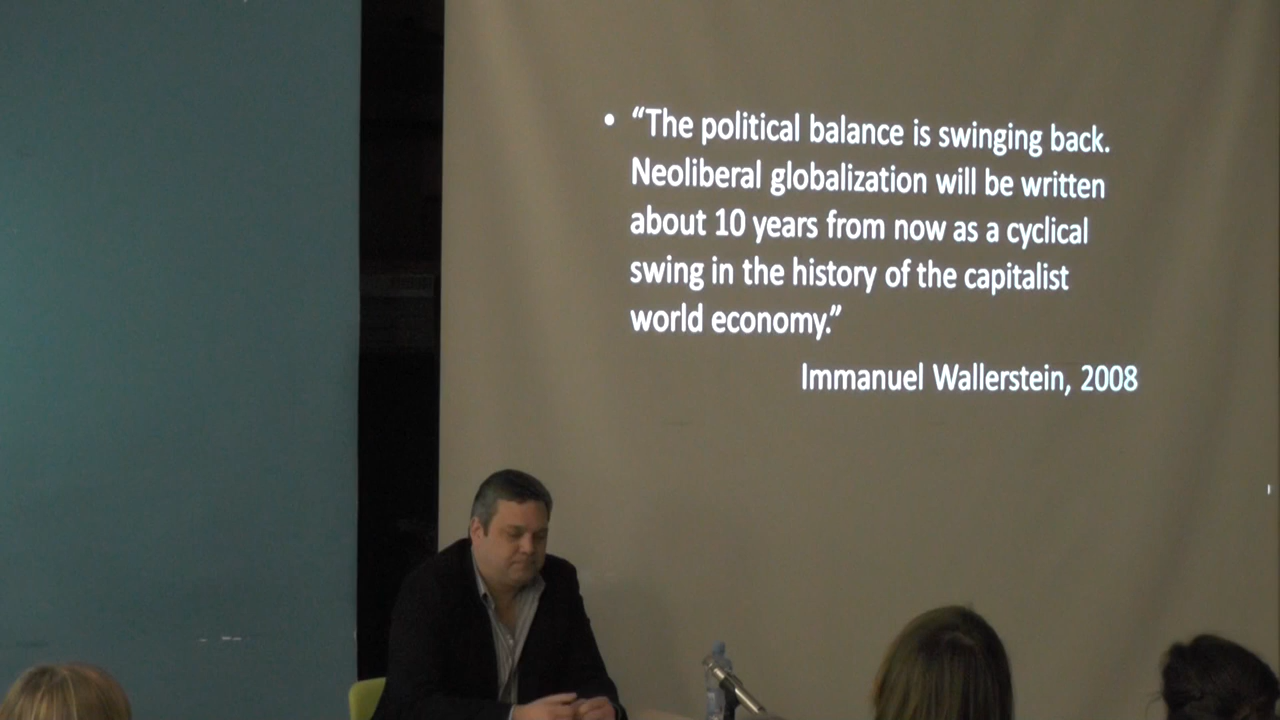 • “The political balance is swinging back.
Neoliberal globalization will be written
about 10 years from now as a cyclical
swing in the history of the capitalist
world economy.”
Immanuel Wallerstein, 2008